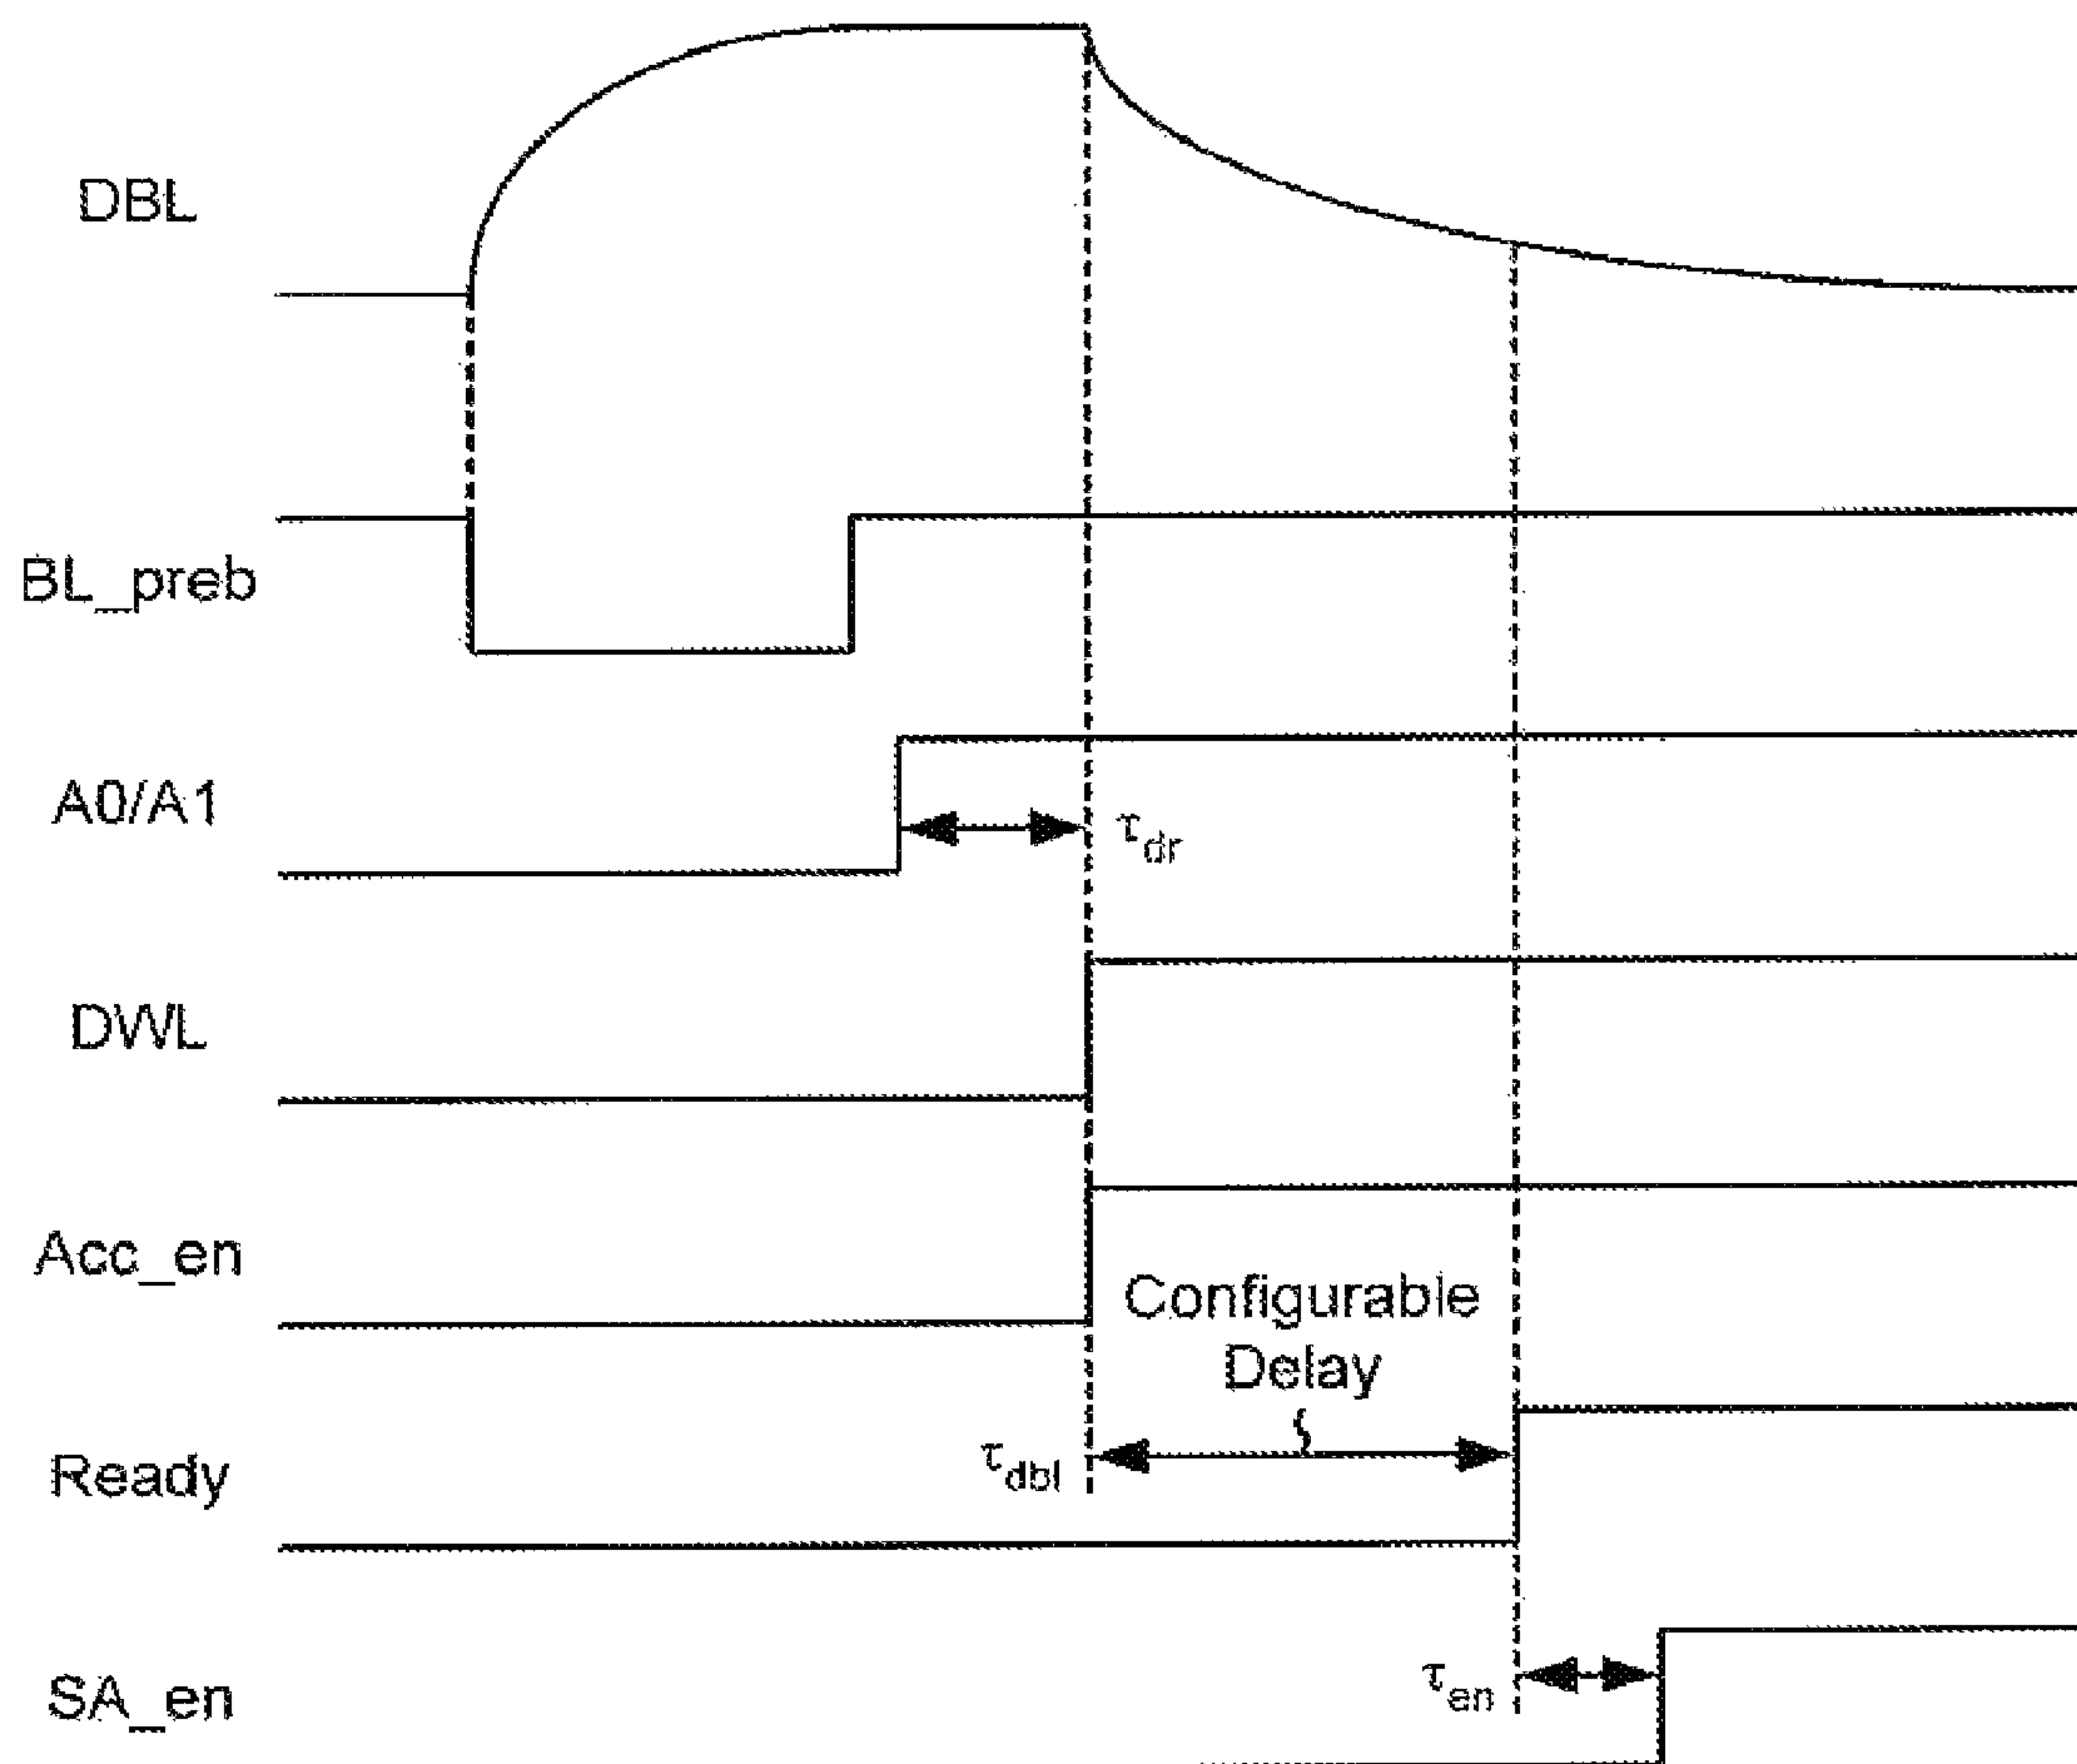 DBL
BL_preb
A0/A1
τdr
DWL
Acc_en
Configurable
Delay
τdbl
Ready
τen
SA_en